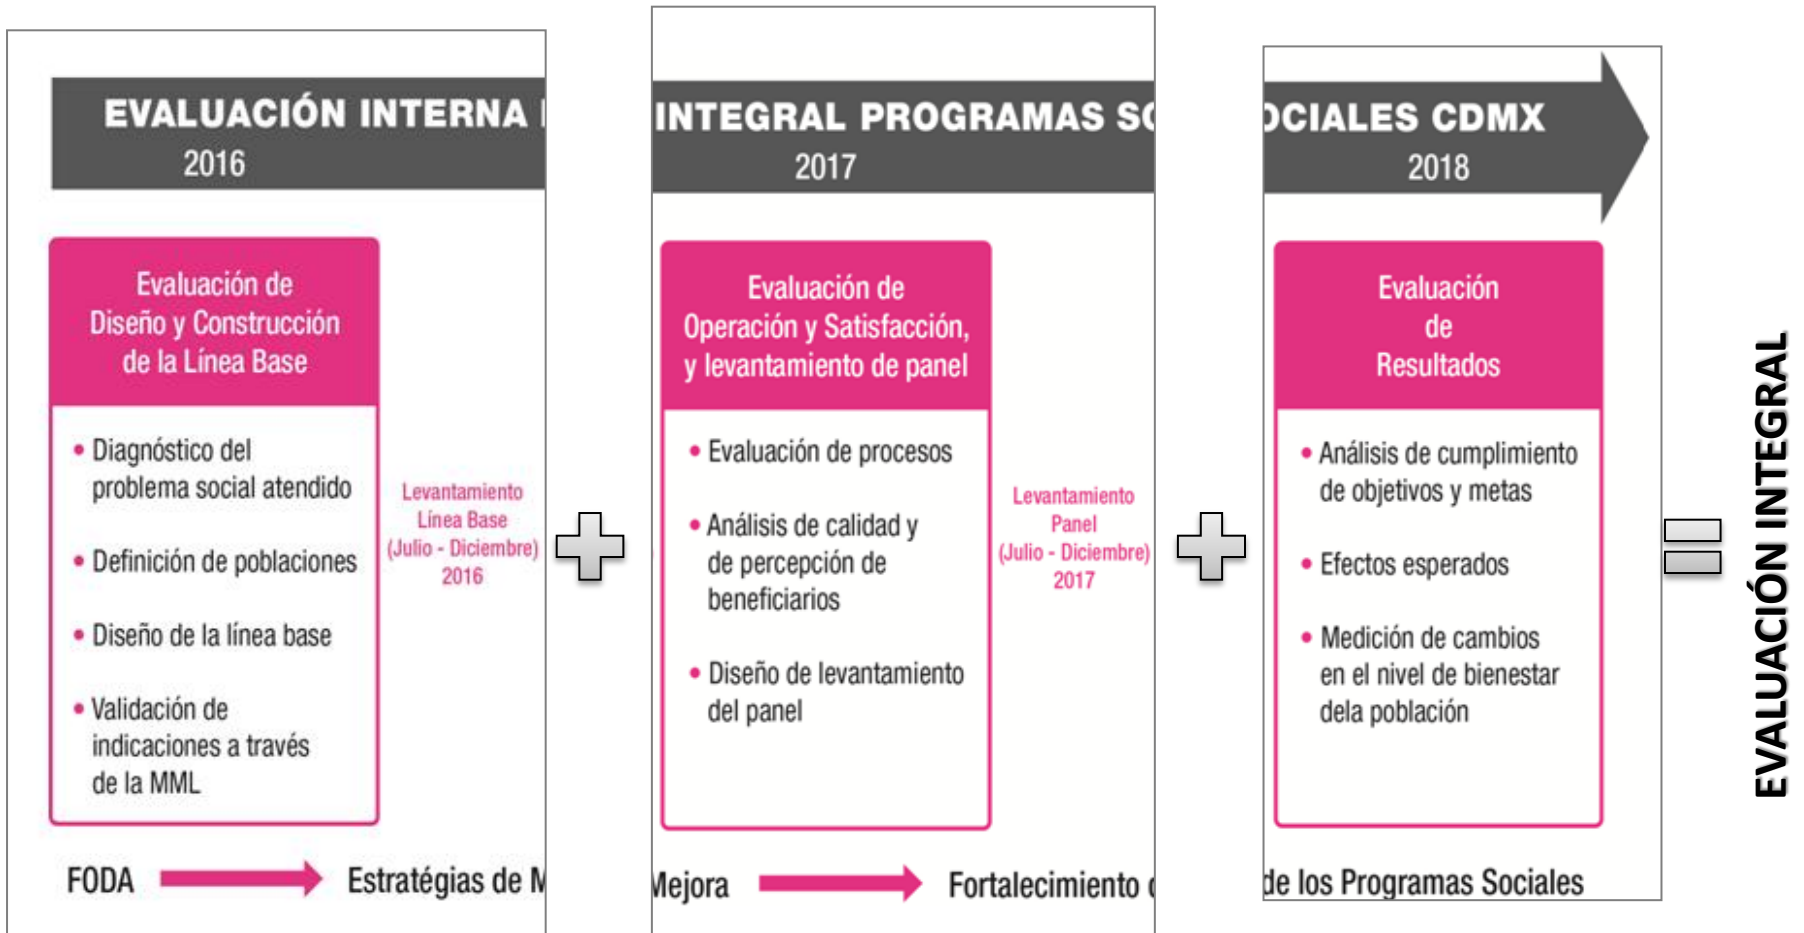 EVALUACIÓN INTERNA
2016
Evaluación de
Diseño y Construcción
de la Línea Base
• Diagnóstico del
problema social atendido
• Definición de poblaciones
• Diseño de la línea base
• Validación de
indicaciones a través
de la MML
Levantamiento
Línea Base
(Julio - Diciembre)
2016
FODA
Estratégias de M
INTEGRAL PROGRAMAS SO
2017
Evaluación de
Operación y Satisfacción,
y levantamiento de panel
• Evaluación de procesos
• Análisis de calidad y
de percepción de
beneficiarios
• Diseño de levantamiento
del panel
Levantamiento
Panel
(Julio - Diciembre)
2017
Mejora
Fortalecimiento d
OCIALES CDMX
2018
Evaluación
de
Resultados
• Análisis de cumplimiento
de objetivos y metas
• Efectos esperados
• Medición de cambios
en el nivel de bienestar
dela población
de los Programas Sociales
EVALUACIÓN INTEGRAL